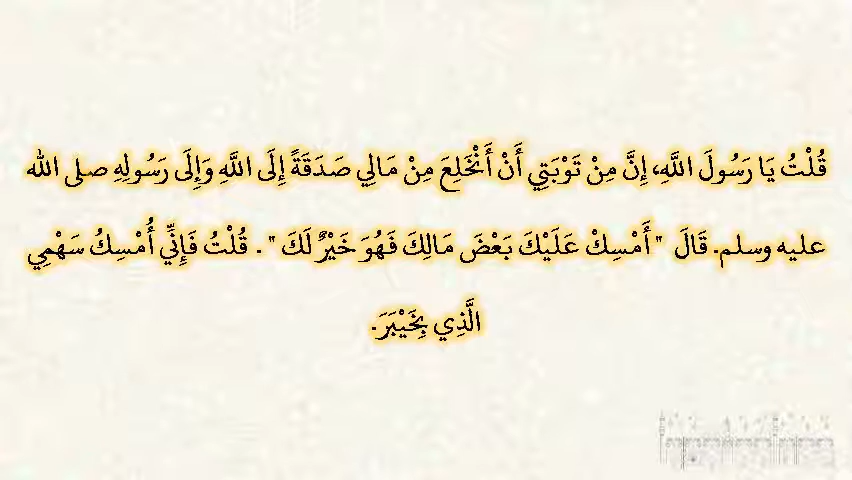 قُلْتُ يَا رَسُولَ اللَّهِ، إِنَّ مِنْ تَوْبَتِي أَنْ أَنْخَلِعَ مِنْ مَالِي صَدَقَةً إِلَى اللَّهِ وَإِلَى رَسُولِهِ صلى الله
عليه وسلم. قَالَ " أَمْسِكْ عَلَيْكَ بَعْضَ مَالِكَ فَهُوَ خَيْرٌ لَكَ " . قُلْتُ فَإِنِّي أُمْسِكُ سَهْمِي
الَّذِي بِخَيْبَرَ.